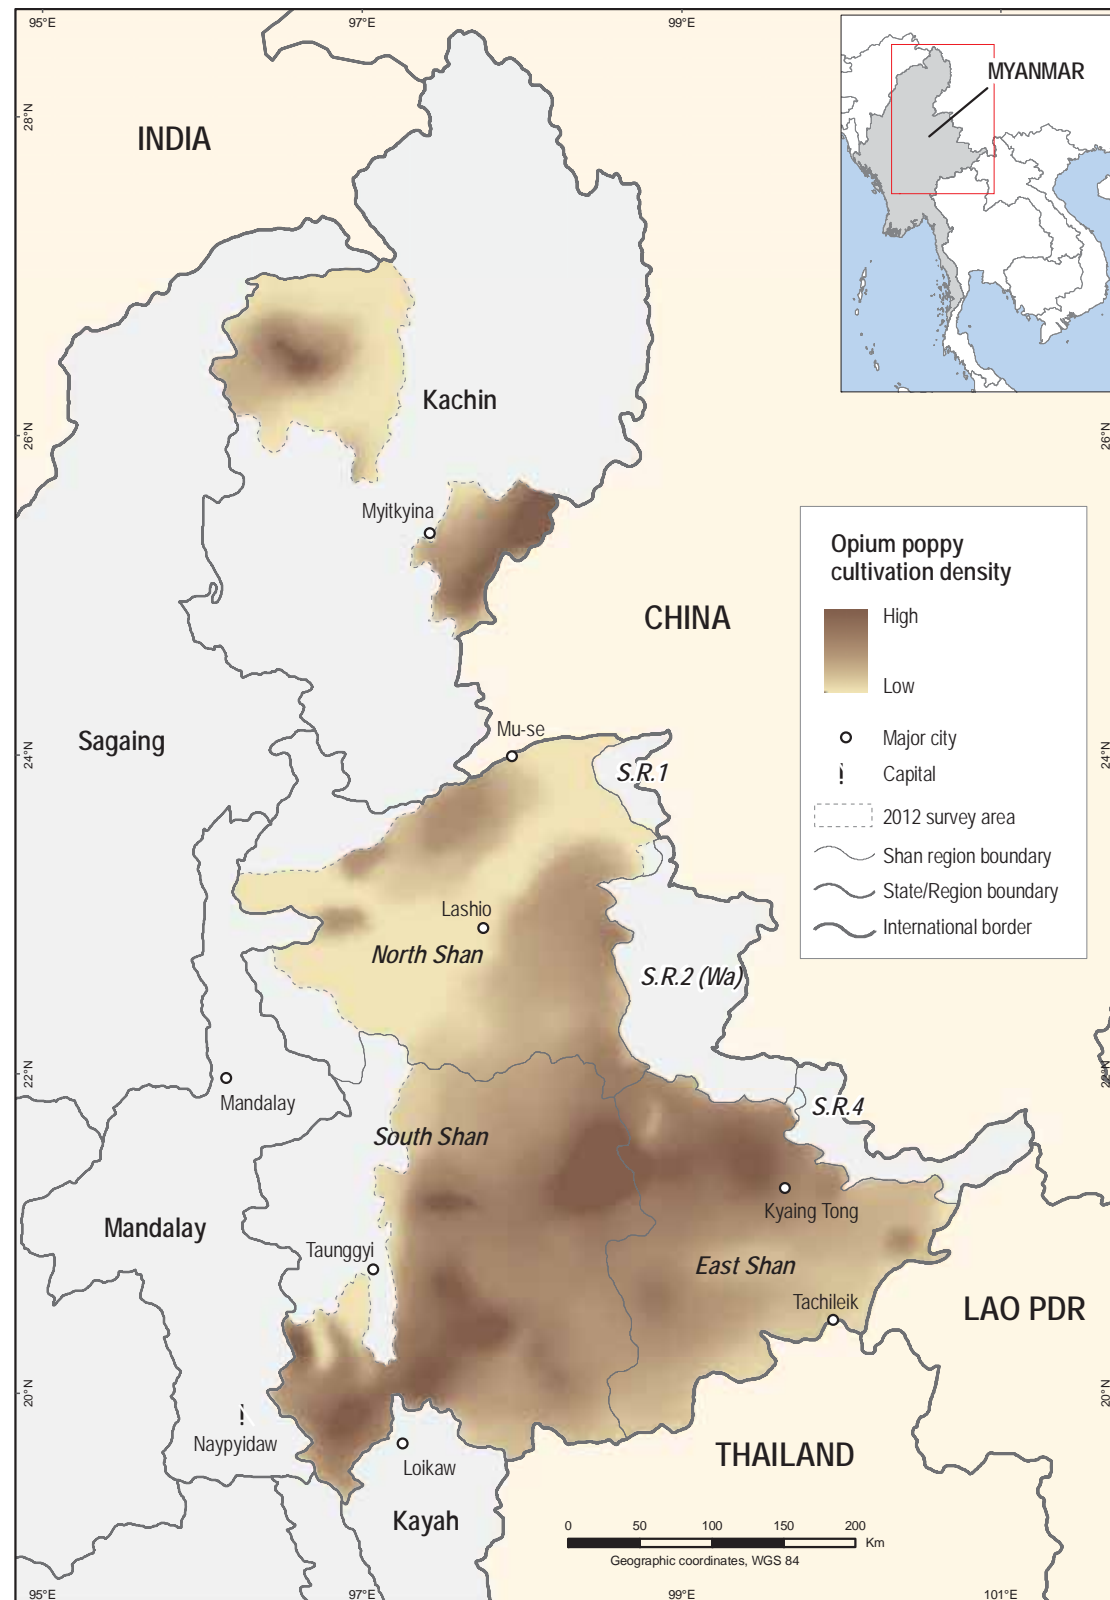 95°E
97°E
99°E
MYANMAR
28°N
INDIA
Kachin
26°N
26°N
Myitkyina
Opium poppy
cultivation density
High
Low
Major city
Capital
2012 survey area
Shan region boundary
State/Region boundary
International border
CHINA
Mu-se
Sagaing
24°N
24°N
S.R.1
Lashio
North Shan
S.R.2 (Wa)
22°N
22°N
Mandalay
S.R.4
South Shan
Kyaing Tong
Mandalay
Taunggyi
East Shan
Tachileik
LAO PDR
20°N
20°N
Naypyidaw
Loikaw
THAILAND
Kayah
0 50 100 150 200
Km
Geographic coordinates, WGS 84
95°E
97°E
99°E
101°E